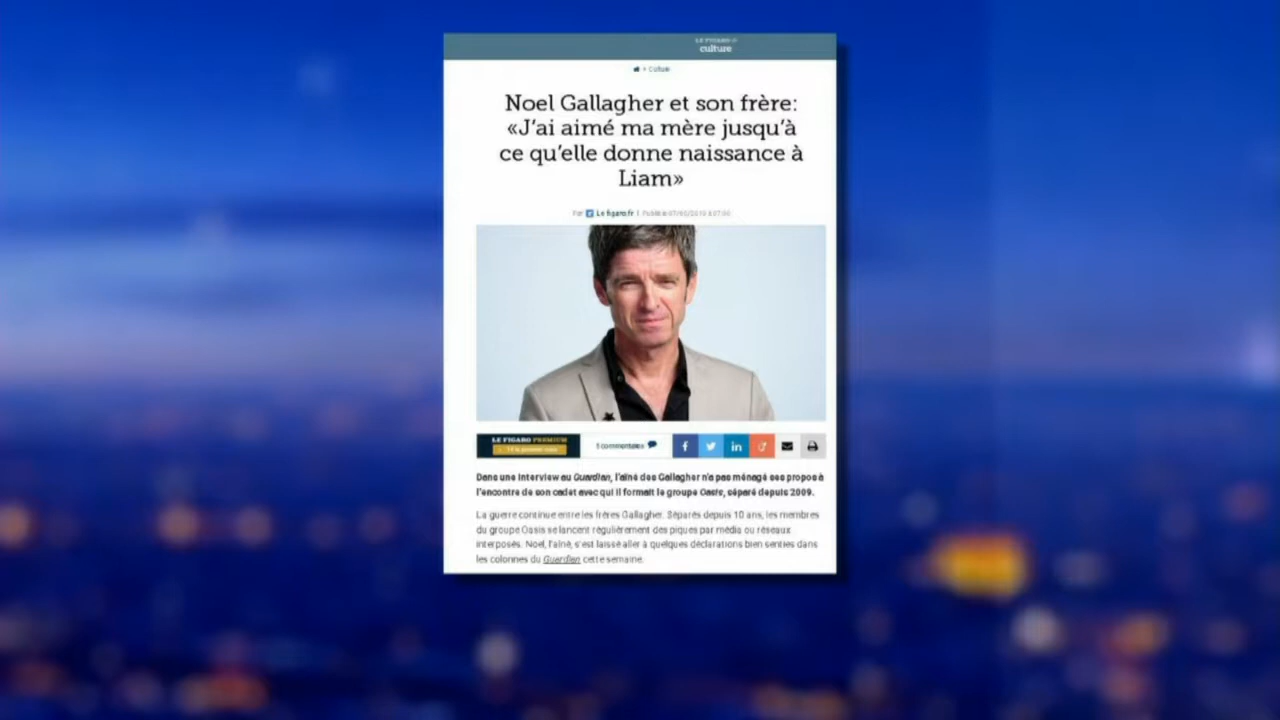 LE FIGARO
culture
Culture
Noel Gallagher et son frère:
«J'ai aimé ma mère jusqu'à
ce qu'elle donne naissance à
Liam»
Par Le figaro.fr | Publié le
LE FIGARO PREMIUM
commentaires
Dans une interview au Guardian, l'aîné des Gallagher n'a pas ménagé ses propos à
l'encontre de son cadet avec qui il formait le groupe Oasis, séparé depuis 2009.
La guerre continue entre les frères Gallagher. Séparés depuis 10 ans, les membres
du groupe Oasis se lancent régulièrement des piques par média ou réseaux
interposés. Noel, l'aîné, s'est laissé aller à quelques déclarations bien senties dans
les colonnes du Guardian cette semaine.